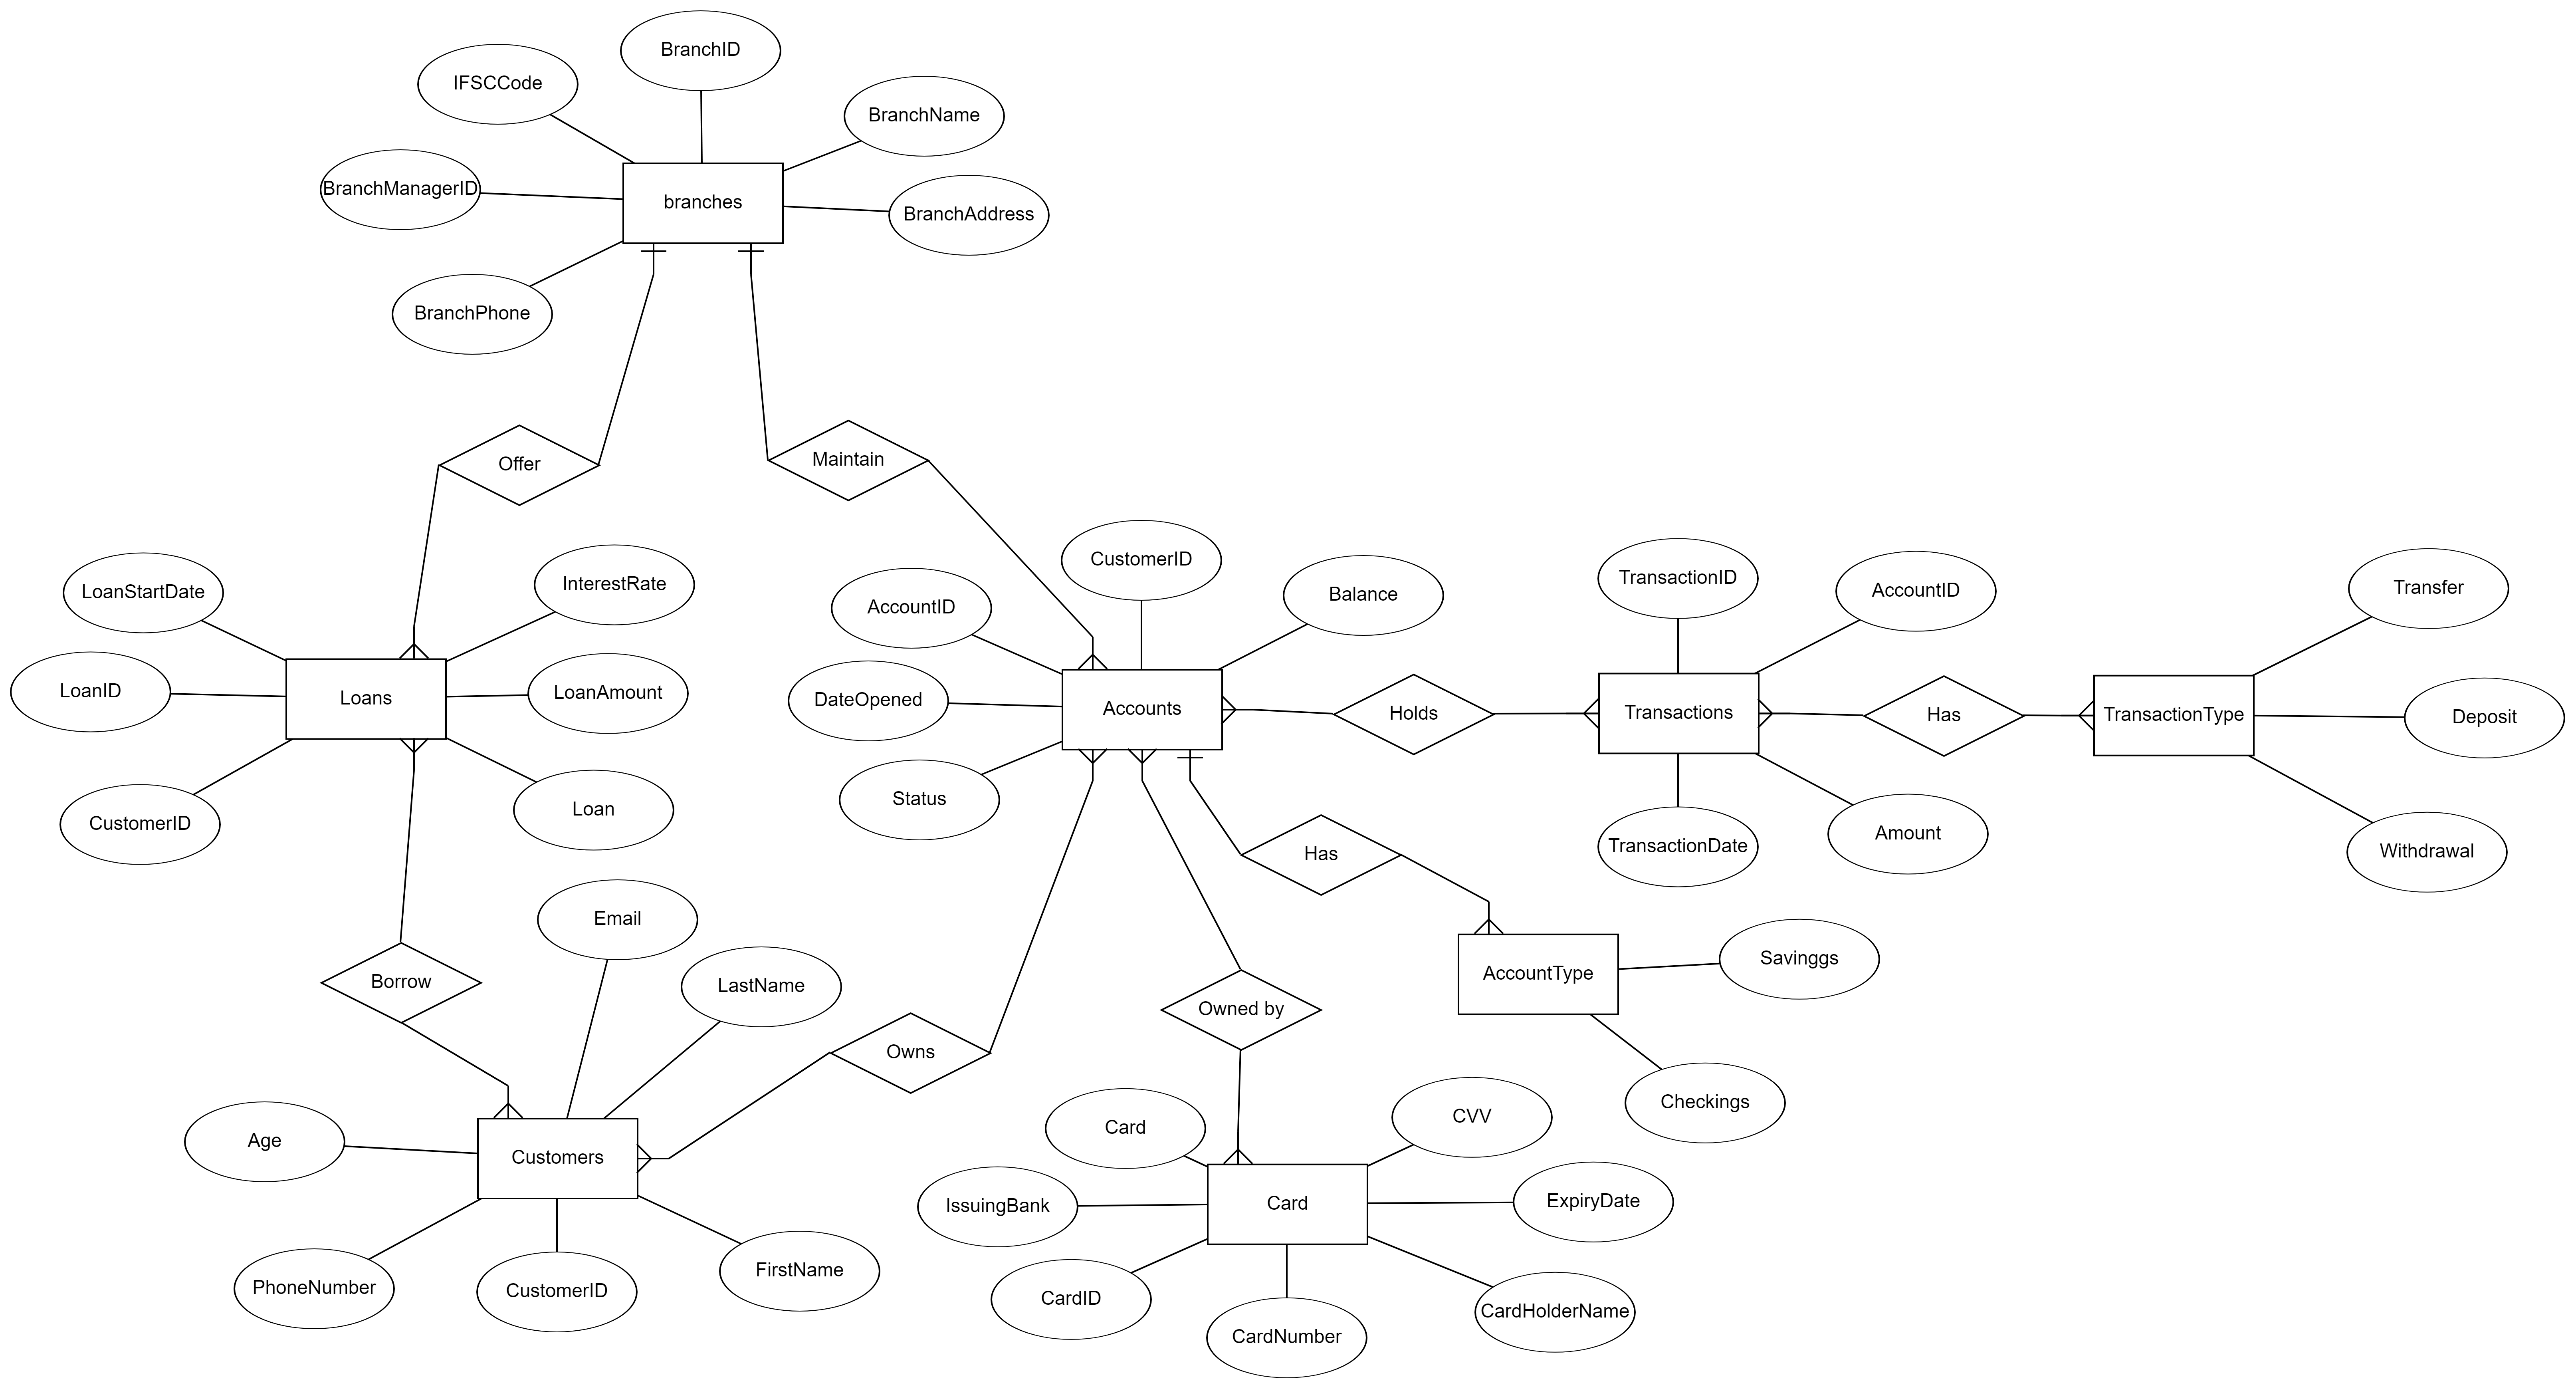 BranchID
IFSCCode
BranchName
BranchManagerID
branches
BranchAddress
BranchPhone
Offer
Maintain
LoanStartDate
InterestRate
LoanID
Loans
LoanAmount
CustomerID
Loan
CustomerID
AccountID
Balance
DateOpened
Accounts
Status
Holds
TransactionID
AccountID
Transactions
TransactionDate
Amount
Has
TransactionType
Transfer
Deposit
Withdrawal
Has
AccountType
Savinggs
Checkings
Borrow
Email
LastName
Owns
Owned by
Age
Customers
PhoneNumber
CustomerID
FirstName
Card
CVV
IssuingBank
Card
ExpiryDate
CardID
CardNumber
CardHolderName